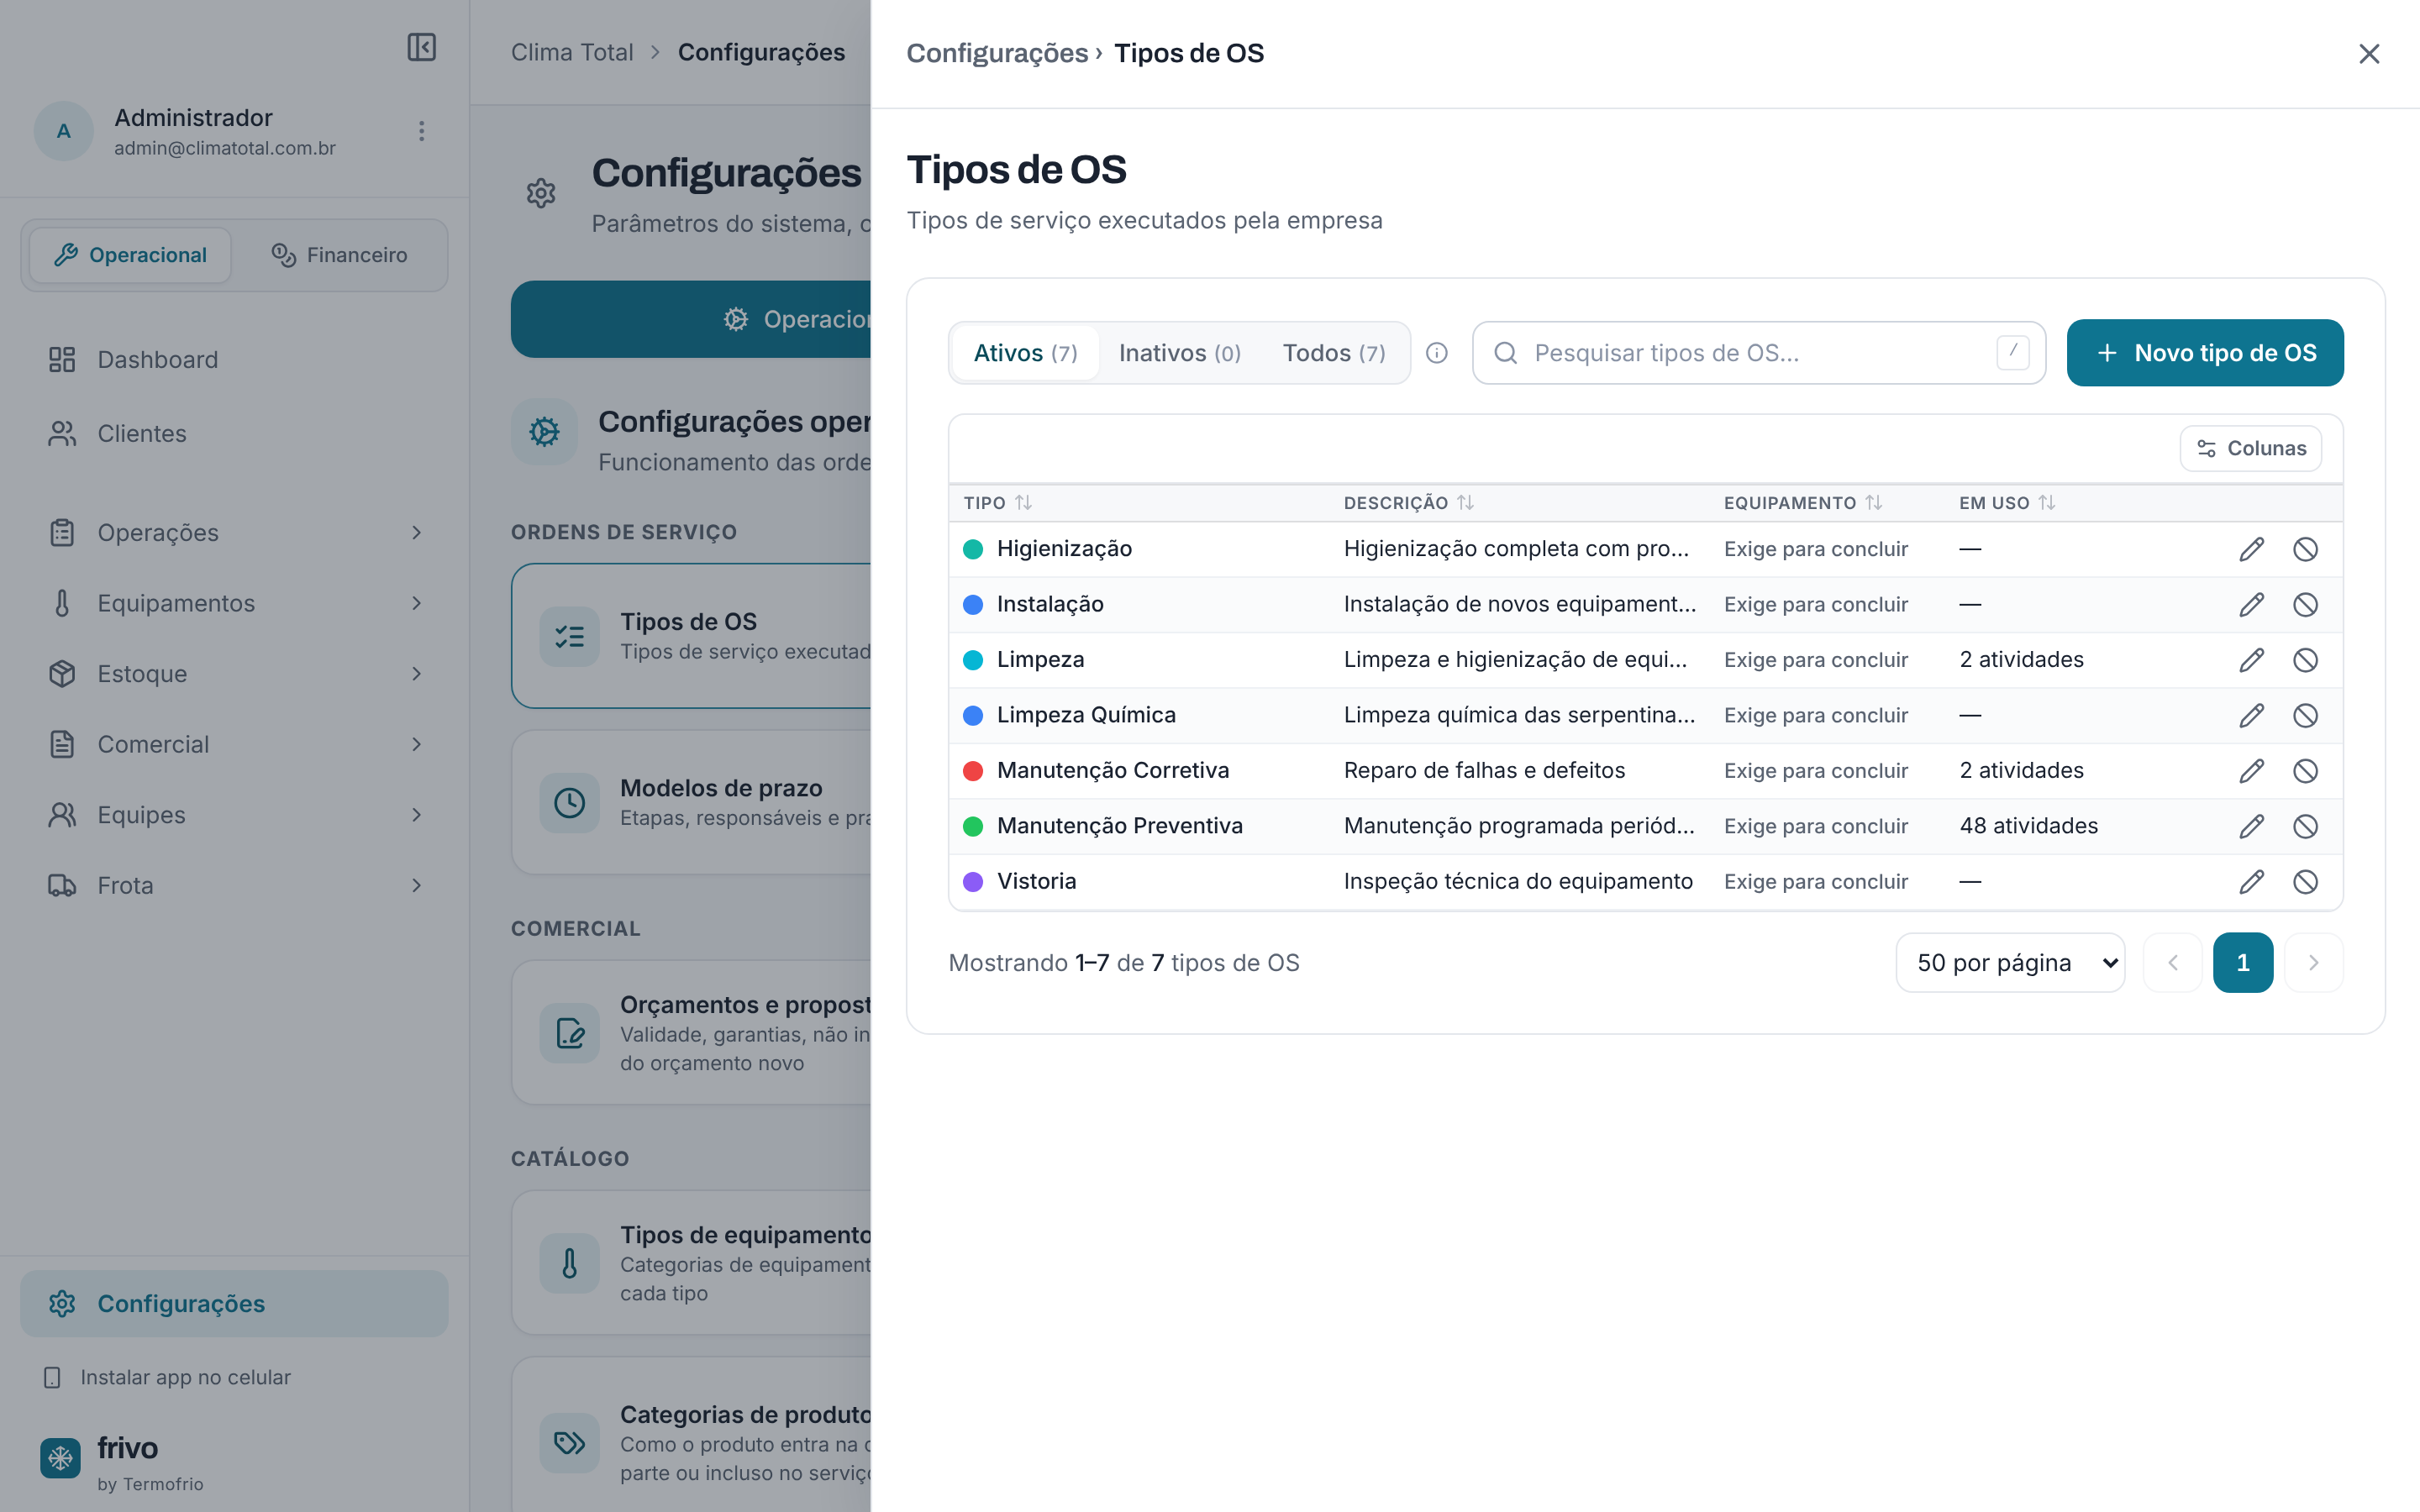 A
Administrador
admin@climatotal.com.br
Operacional
Financeiro
Dashboard
Clientes
Operações
Equipamentos
Estoque
Comercial
Equipes
Frota
Configurações
Instalar app no celular
frivo
by Termofrio
Clima Total > Configurações
Configurações
Parâmetros do sistema, c
Operacion
Configurações oper
Funcionamento das orde
ORDENS DE SERVIÇO
Tipos de OS
Tipos de serviço executad
Modelos de prazo
Etapas, responsáveis e pra
COMERCIAL
Orçamentos e propost
Validade, garantias, não in
do orçamento novo
CATÁLOGO
Tipos de equipamento
Categorias de equipament
cada tipo
Categorias de produto
Como o produto entra na c
parte ou incluso no serviço
Configurações › Tipos de OS
Tipos de OS
Tipos de serviço executados pela empresa
Ativos (7) Inativos (0) Todos (7)
Pesquisar tipos de OS... /
+ Novo tipo de OS
Colunas
TIPO DESCRIÇÃO EQUIPAMENTO EM USO
Higienização Higienização completa com pro... Exige para concluir —
Instalação Instalação de novos equipament... Exige para concluir —
Limpeza Limpeza e higienização de equi... Exige para concluir 2 atividades
Limpeza Química Limpeza química das serpentina... Exige para concluir —
Manutenção Corretiva Reparo de falhas e defeitos Exige para concluir 2 atividades
Manutenção Preventiva Manutenção programada periód... Exige para concluir 48 atividades
Vistoria Inspeção técnica do equipamento Exige para concluir —
Mostrando 1–7 de 7 tipos de OS
50 por página
1